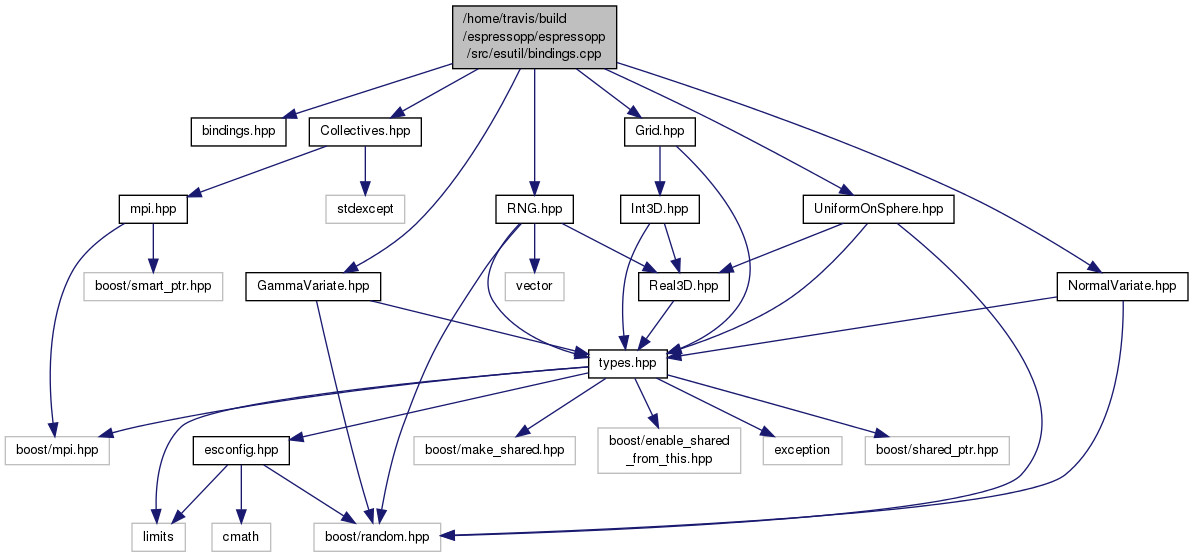 /home/travis/build
/espressopp/espressopp
/src/esutil/bindings.cpp
bindings.hpp
Collectives.hpp
Grid.hpp
mpi.hpp
stdexcept
RNG.hpp
Int3D.hpp
UniformOnSphere.hpp
boost/smart_ptr.hpp
GammaVariate.hpp
vector
Real3D.hpp
NormalVariate.hpp
types.hpp
boost/mpi.hpp
esconfig.hpp
boost/make_shared.hpp
boost/enable_shared
_from_this.hpp
exception
boost/shared_ptr.hpp
limits
cmath
boost/random.hpp